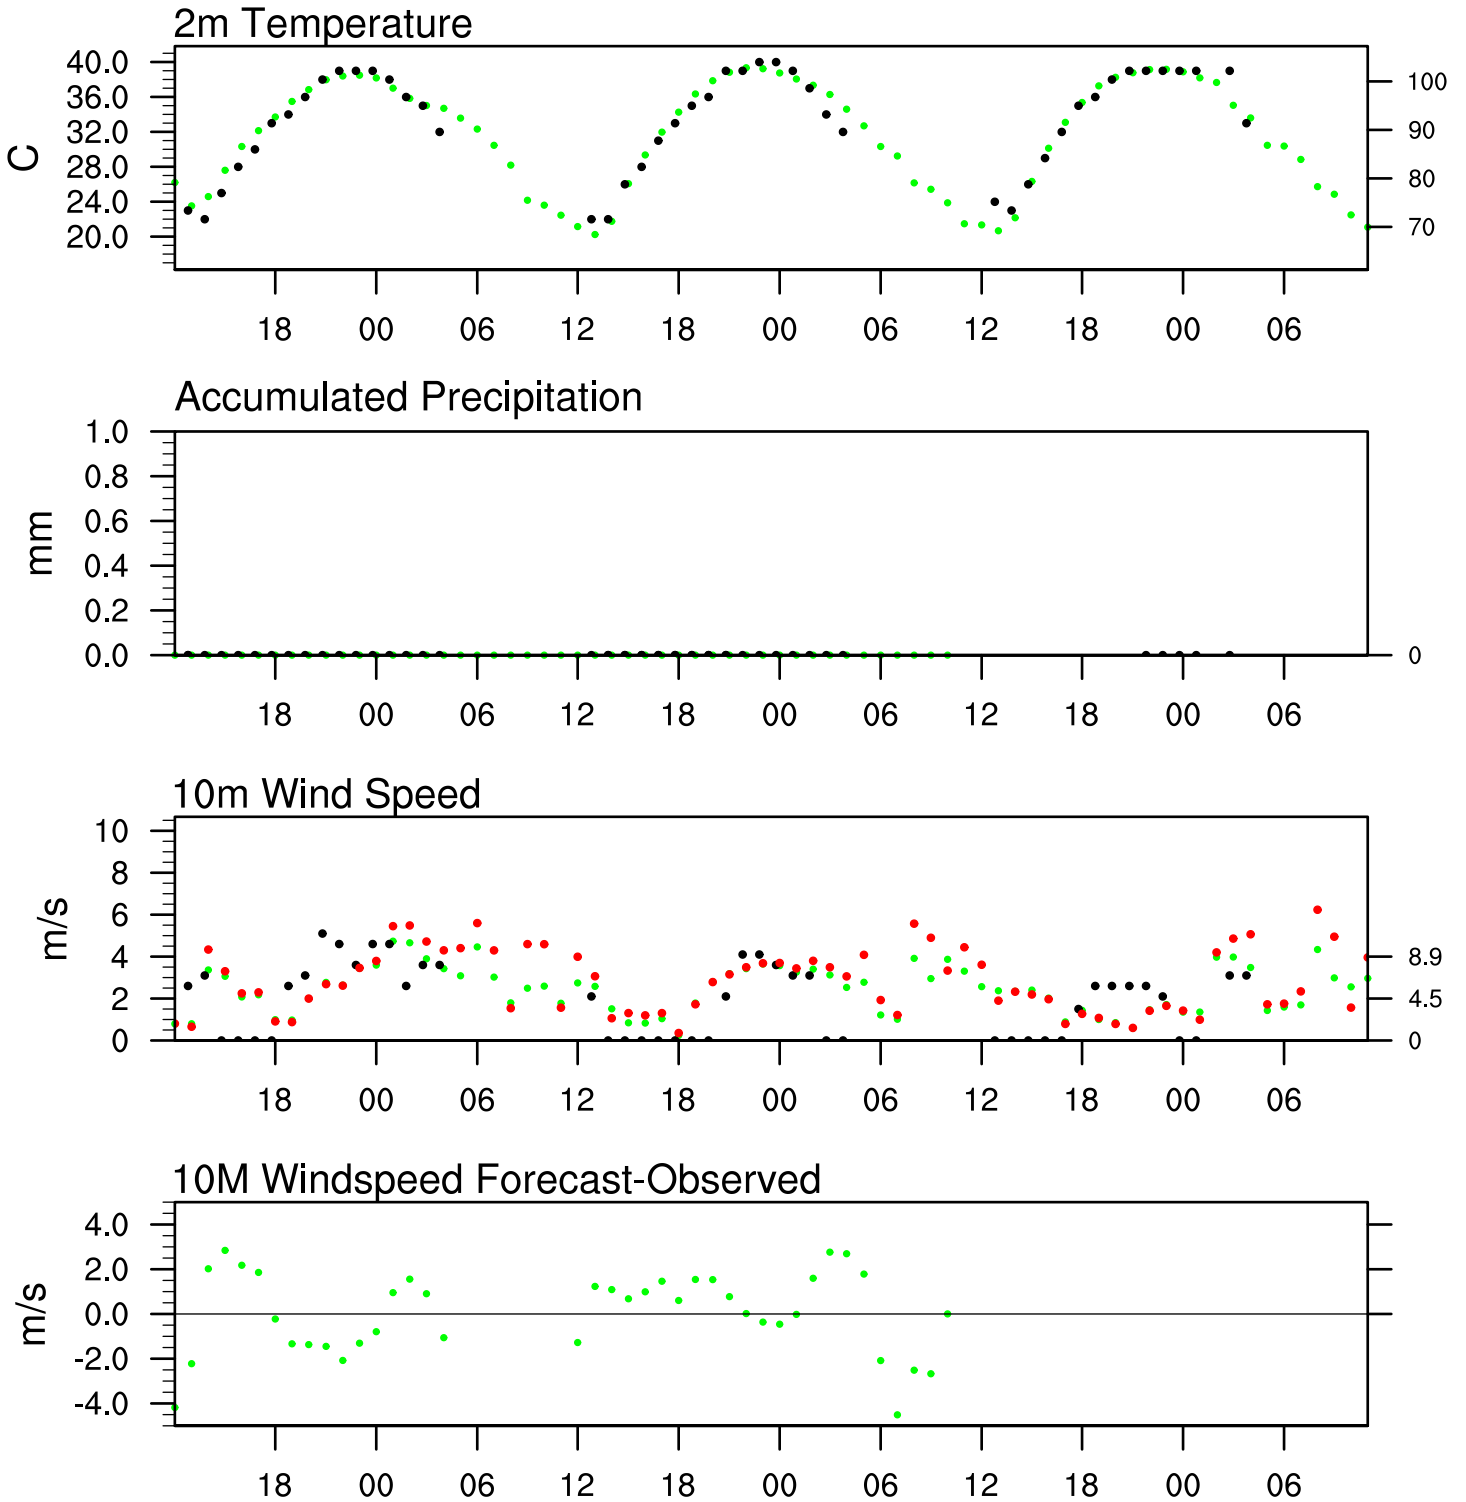 2m Temperature
40.0
36.0
32.0
28.0
24.0
20.0
C
100
90
80
70
18 00 06 12 18 00 06 12 18 00 06
Accumulated Precipitation
1.0
0.8
0.6
0.4
0.2
0.0
mm
0
18 00 06 12 18 00 06 12 18 00 06
10m Wind Speed
10
8
6
4
2
0
m/s
8.9
4.5
0
18 00 06 12 18 00 06 12 18 00 06
10M Windspeed Forecast-Observed
4.0
2.0
0.0
-2.0
-4.0
m/s
18 00 06 12 18 00 06 12 18 00 06